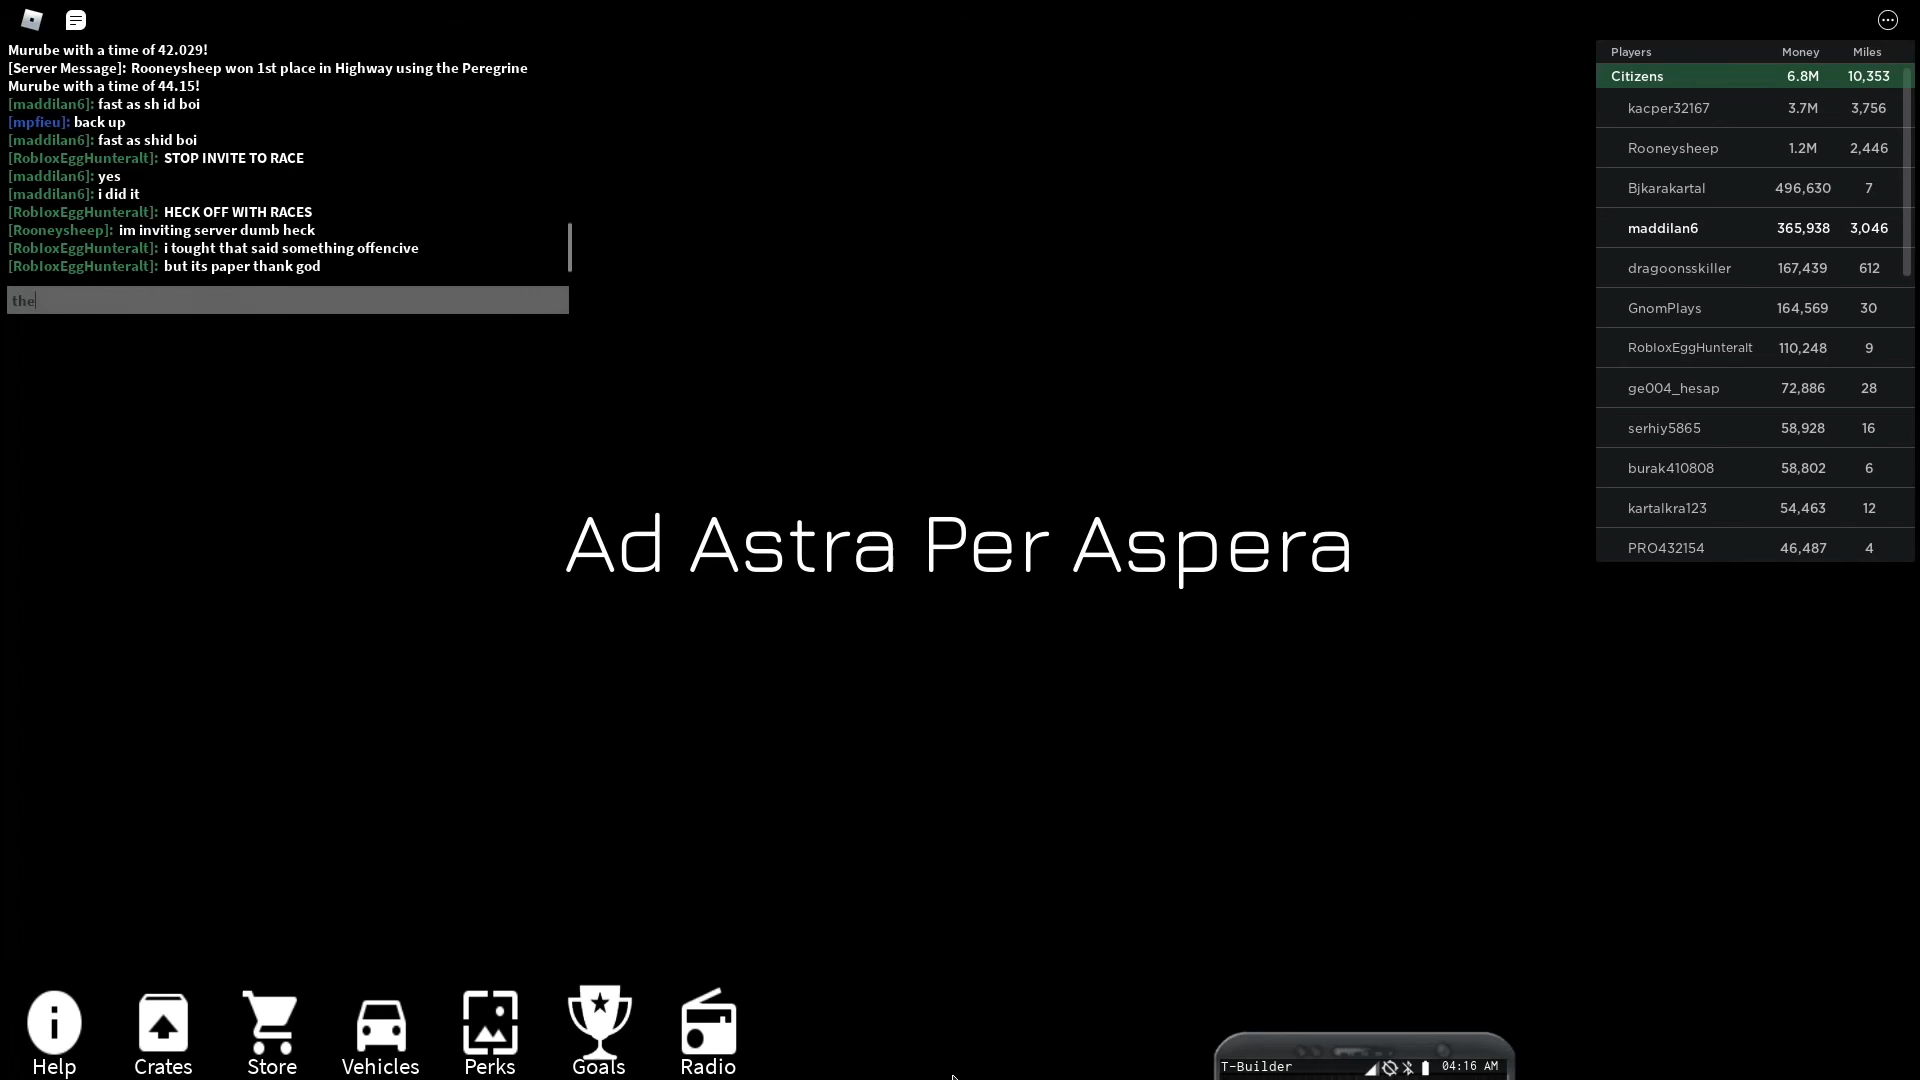 Murube with a time of 42.029!
[Server Message]: Rooneysheep won 1st place in Highway using the Peregrine
Murube with a time of 44.15!
[maddilan6]: fast as sh id boi
[mpfieu]: back up
[maddilan6]: fast as shid boi
[RobIoxEggHunteralt]: STOP INVITE TO RACE
[maddilan6]: yes
[maddilan6]: i did it
[RobIoxEggHunteralt]: HECK OFF WITH RACES
[Rooneysheep]: im inviting server dumb heck
[RobIoxEggHunteralt]: i tought that said something offencive
[RobIoxEggHunteralt]: but its paper thank god
the
Players Money Miles
Citizens 6.8M 10,353
kacper32167 3.7M 3,756
Rooneysheep 1.2M 2,446
Bjkarakartal 496,630 7
maddilan6 365,938 3,046
dragoonsskiller 167,439 612
GnomPlays 164,569 30
RobIoxEggHunteralt 110,248 9
ge004_hesap 72,886 28
serhiy5865 58,928 16
burak410808 58,802 6
kartalkra123 54,463 12
PRO432154 46,487 4
Ad Astra Per Aspera
Help Crates Store Vehicles Perks Goals Radio
T-Builder 04:16 AM